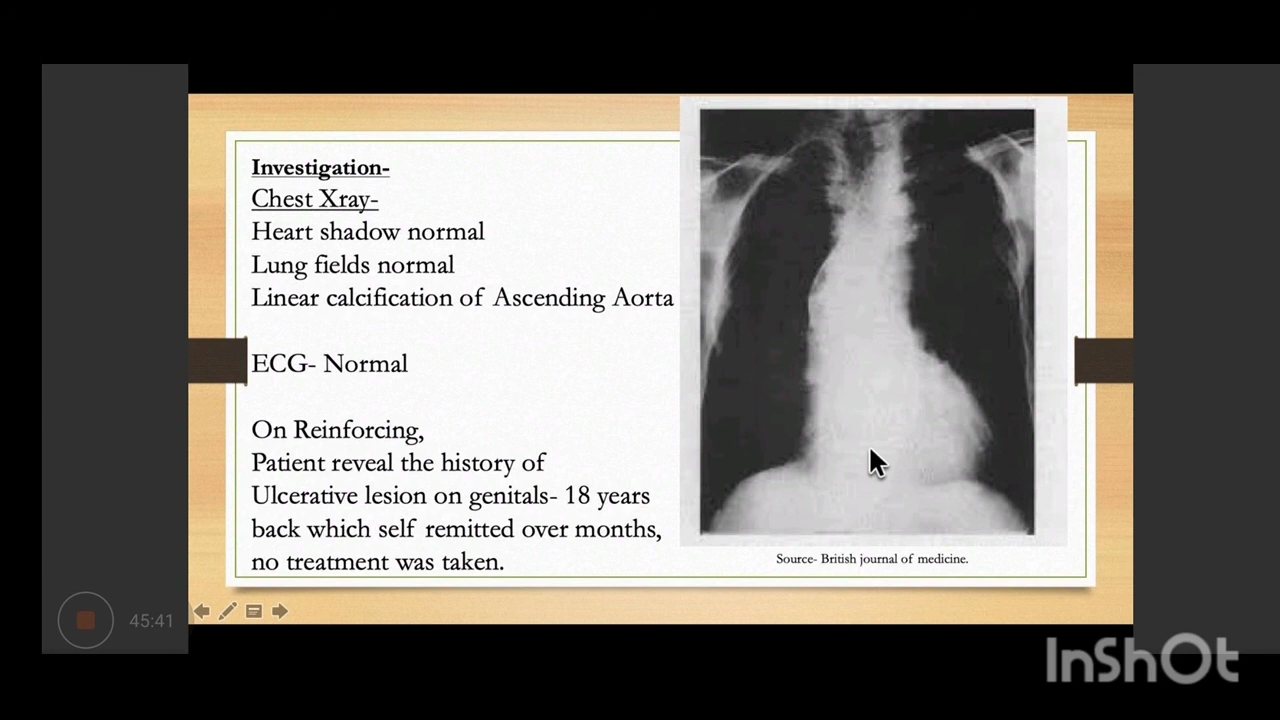 Investigation-
Chest Xray-
Heart shadow normal
Lung fields normal
Linear calcification of Ascending Aorta
ECG- Normal
On Reinforcing,
Patient reveal the history of
Ulcerative lesion on genitals- 18 years
back which self remitted over months,
no treatment was taken.
Source- British journal of medicine.
45:41
InShOt